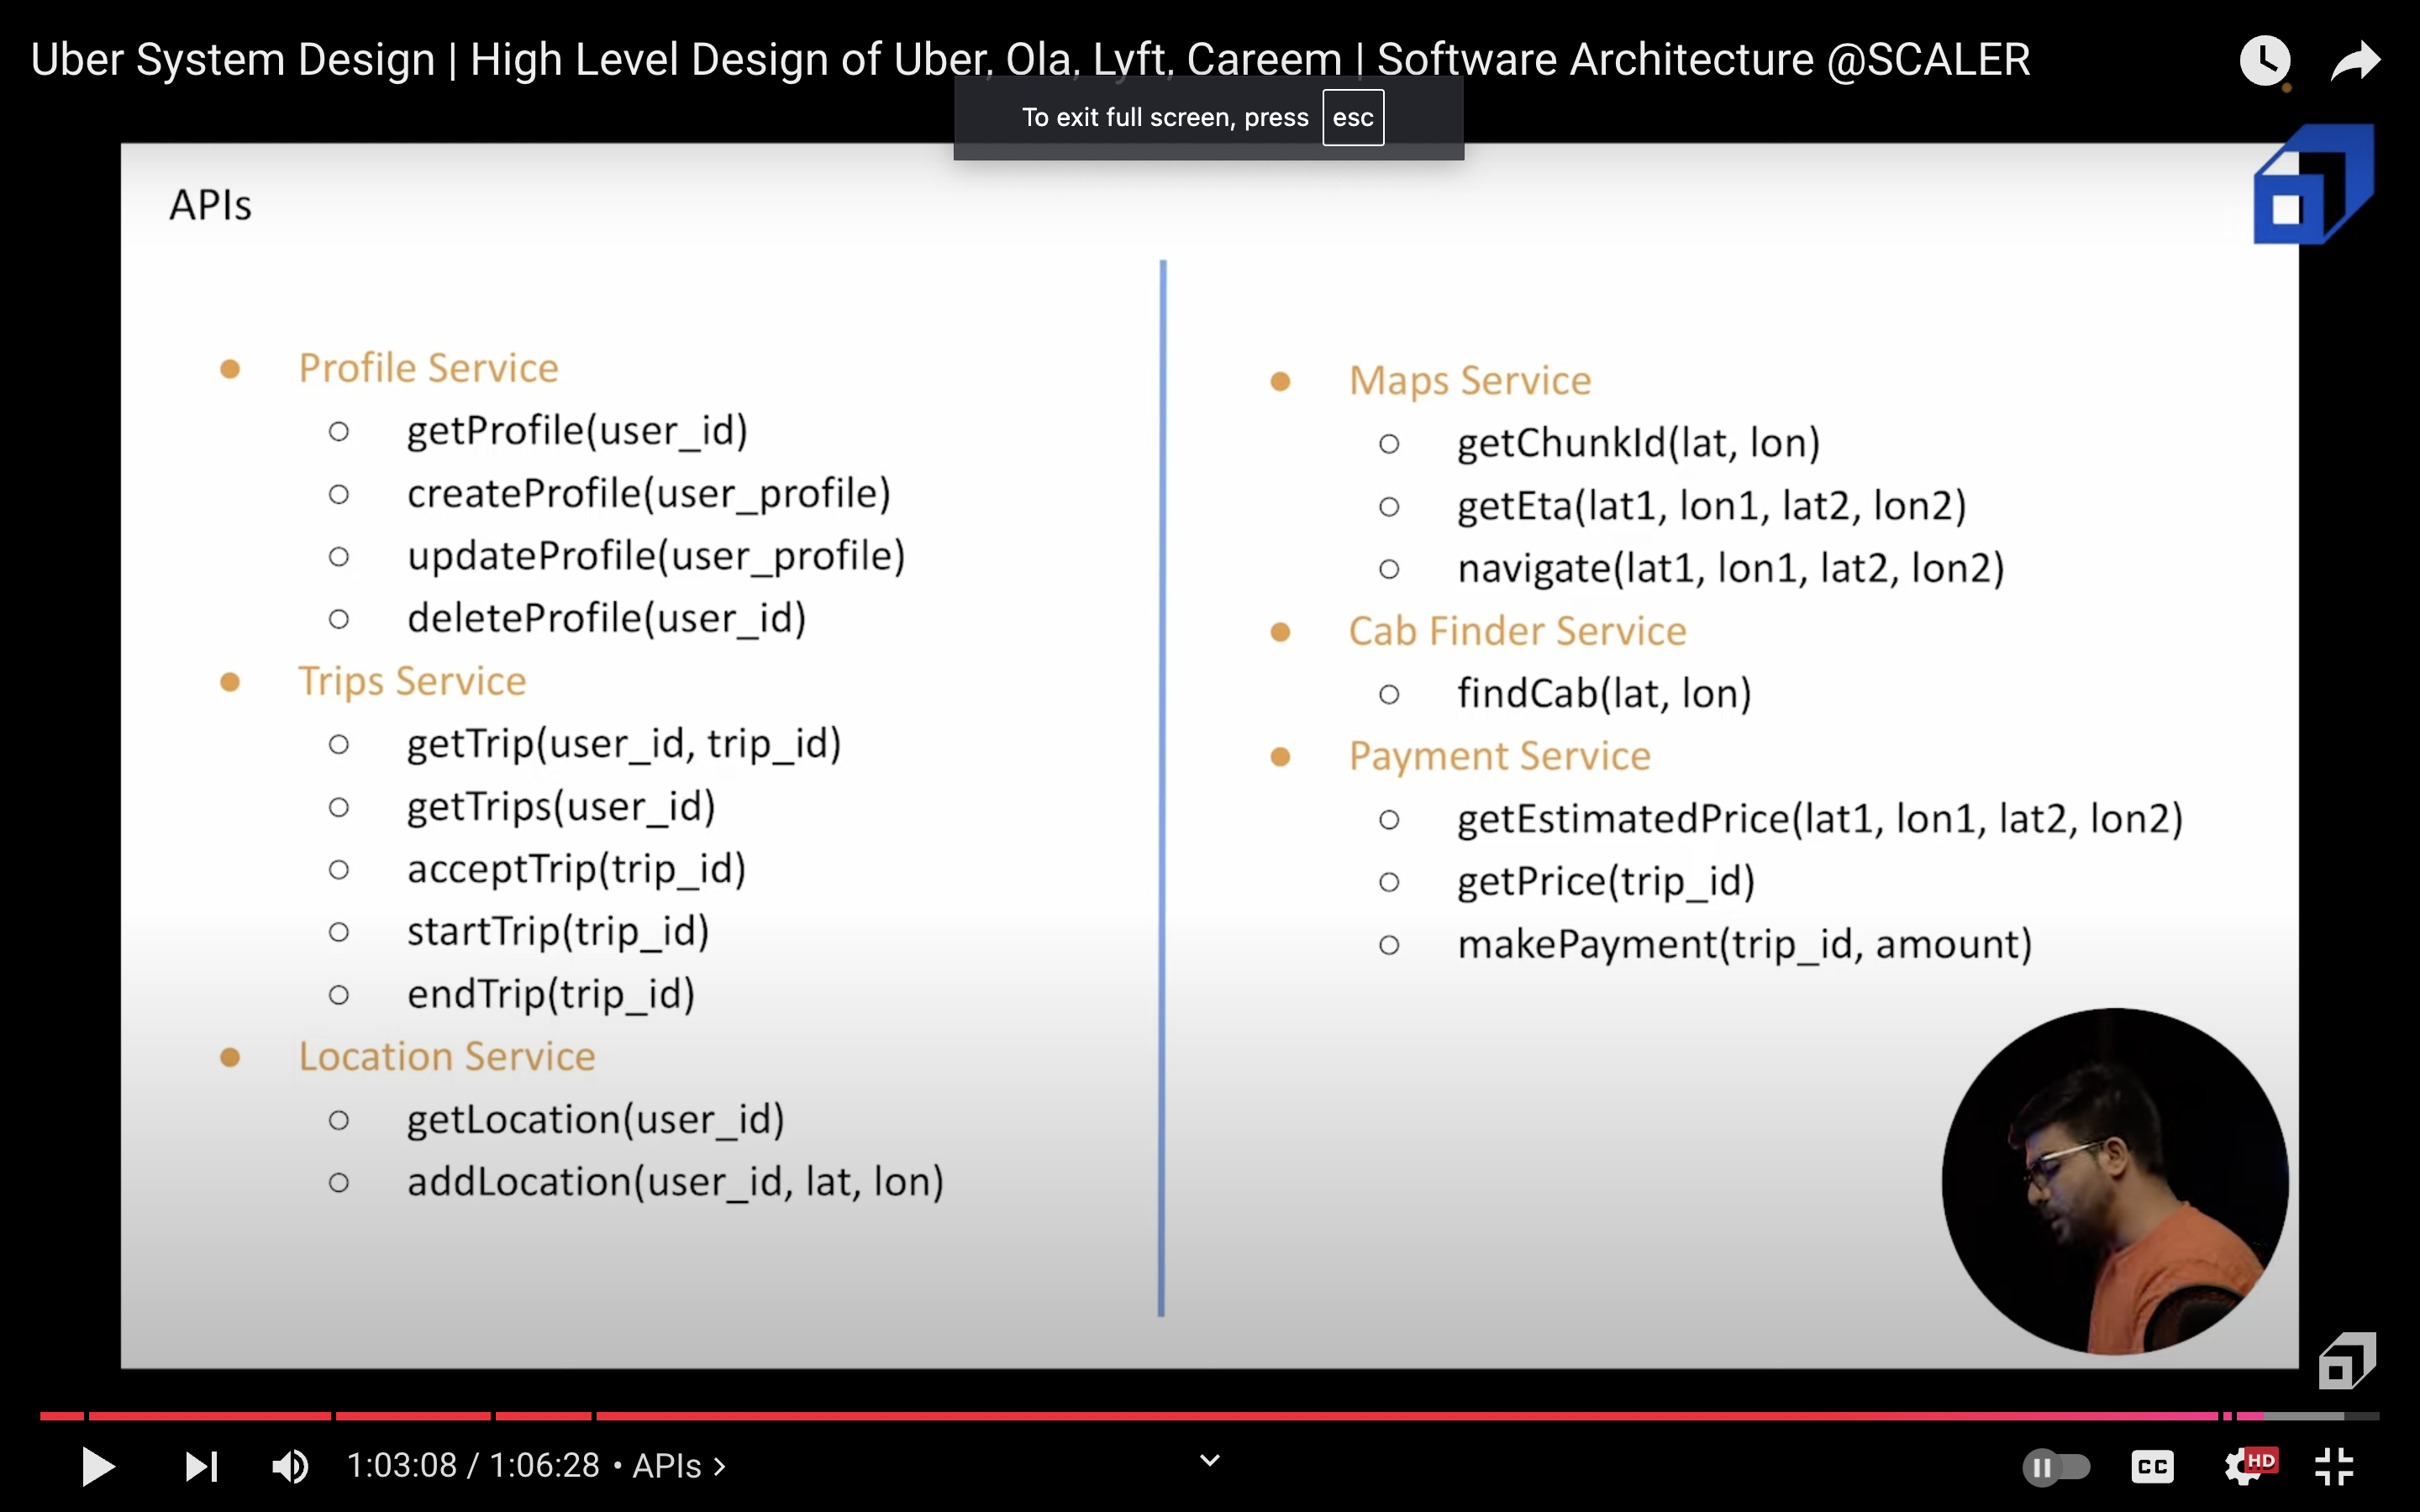 Uber System Design | High Level Design of Uber, Ola, Lyft, Careem | Software Architecture @SCALER
To exit full screen, press esc
APIs
Profile Service
getProfile(user_id)
createProfile(user_profile)
updateProfile(user_profile)
deleteProfile(user_id)
Trips Service
getTrip(user_id, trip_id)
getTrips(user_id)
acceptTrip(trip_id)
startTrip(trip_id)
endTrip(trip_id)
Location Service
getLocation(user_id)
addLocation(user_id, lat, lon)
Maps Service
getChunkId(lat, lon)
getEta(lat1, lon1, lat2, lon2)
navigate(lat1, lon1, lat2, lon2)
Cab Finder Service
findCab(lat, lon)
Payment Service
getEstimatedPrice(lat1, lon1, lat2, lon2)
getPrice(trip_id)
makePayment(trip_id, amount)
1:03:08 / 1:06:28 • APIs >
CC
HD